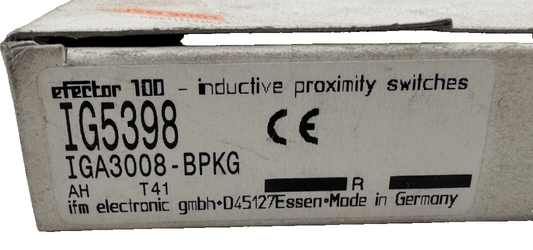 efector 100 - inductive proximity switches
IG5398
CE
IGA3008-BPKG
AH T41 R
ifm electronic gmbh•D45127Essen•Made in Germany